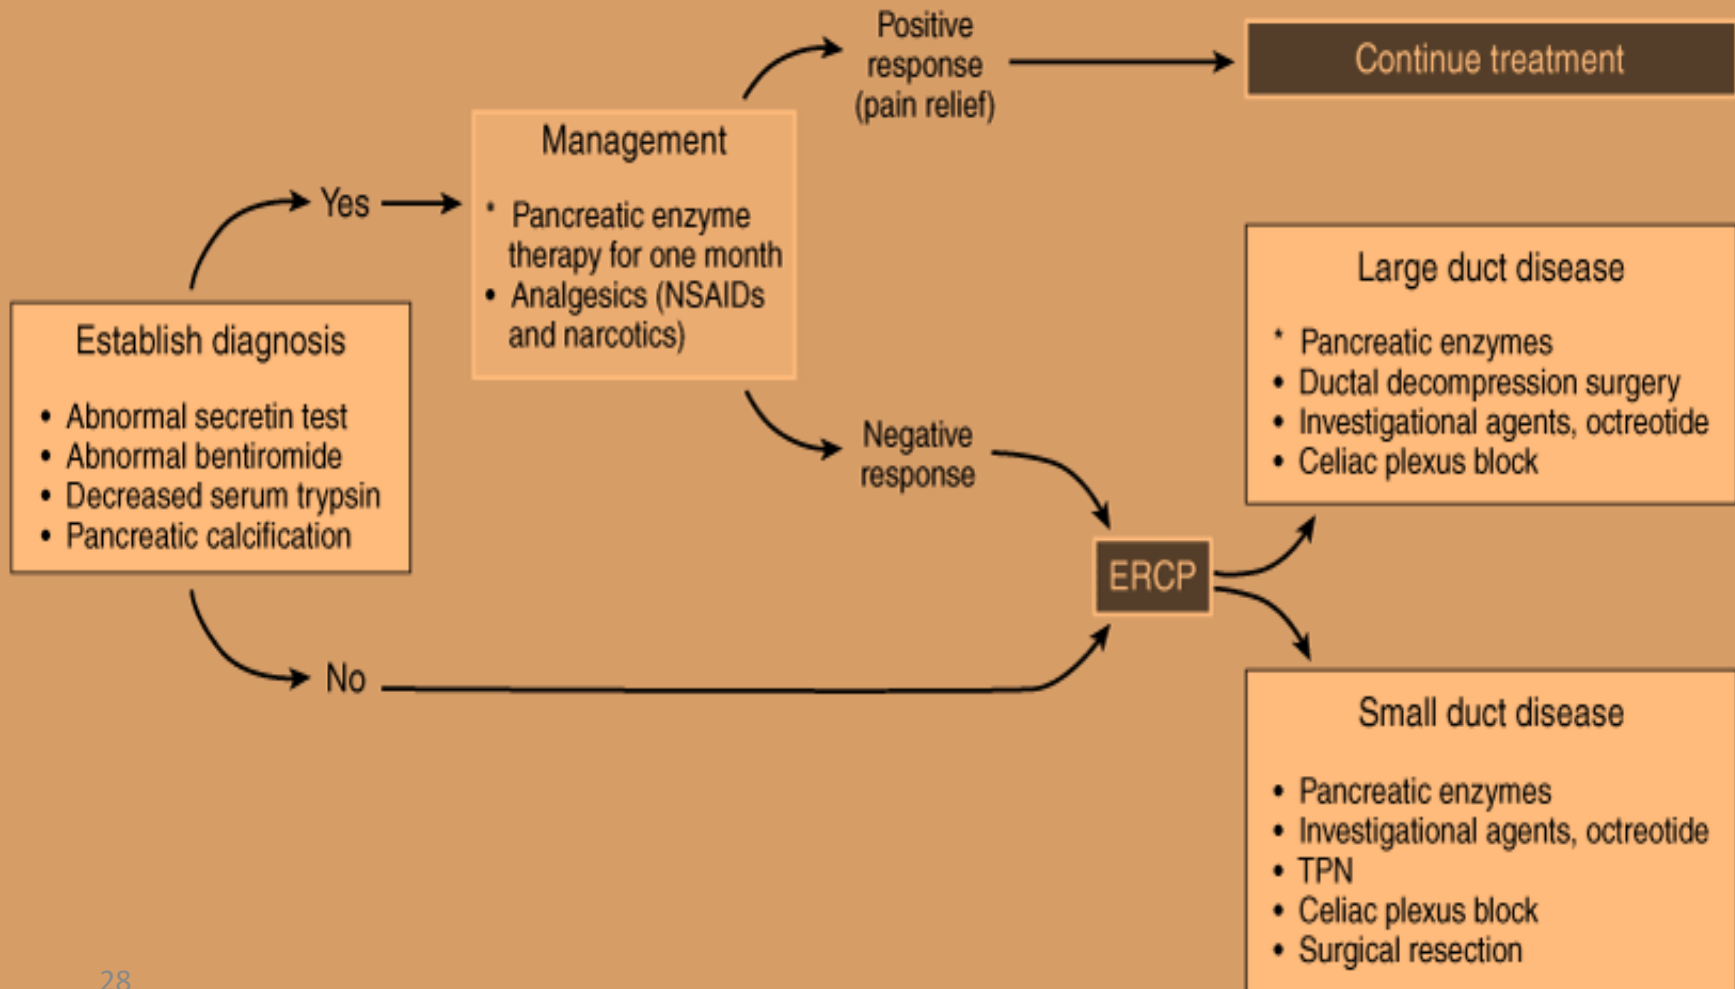 Establish diagnosis
• Abnormal secretin test
• Abnormal bentiromide
• Decreased serum trypsin
• Pancreatic calcification
Yes
No
Management
* Pancreatic enzyme
therapy for one month
• Analgesics (NSAIDs
and narcotics)
Positive
response
(pain relief)
Continue treatment
Negative
response
ERCP
Large duct disease
* Pancreatic enzymes
• Ductal decompression surgery
• Investigational agents, octreotide
• Celiac plexus block
Small duct disease
• Pancreatic enzymes
• Investigational agents, octreotide
• TPN
• Celiac plexus block
• Surgical resection
28